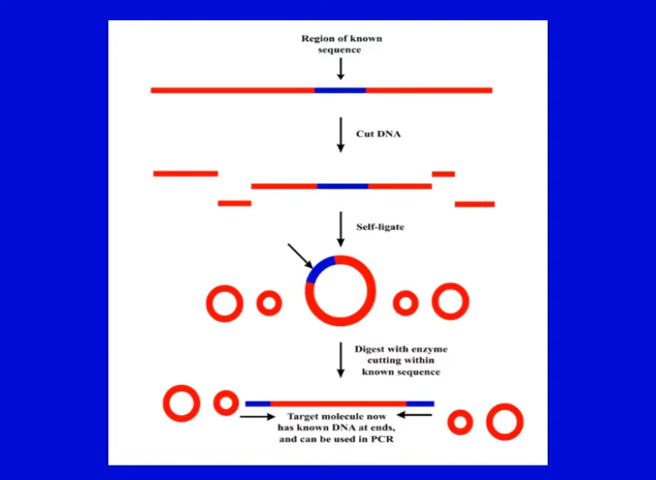 Region of known
sequence
Cut DNA
Self-ligate
Digest with enzyme
cutting within
known sequence
Target molecule now
has known DNA at ends,
and can be used in PCR